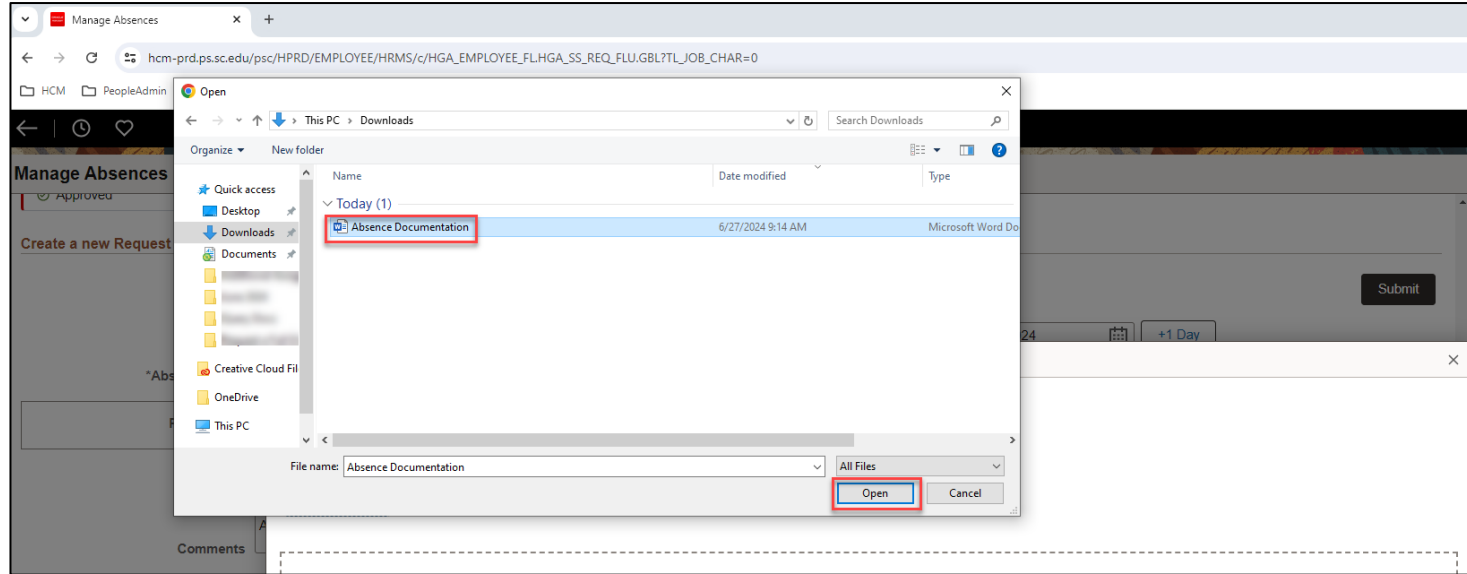 Manage Absences
hcm-prd.ps.sc.edu/psc/HPRD/EMPLOYEE/HRMS/c/HGA_EMPLOYEE_FL.HGA_SS_REQ_FLU.GBL?TL_JOB_CHAR=0
HCM PeopleAdmin
Open
This PC > Downloads Search Downloads
Organize New folder
Manage Absences
Name Date modified Type
Quick access
Approved
Today (1)
Desktop
Absence Documentation 6/27/2024 9:14 AM Microsoft Word Do
Downloads
Create a new Request
Documents
Submit
24 +1 Day
Creative Cloud Fil
*Abs
OneDrive
This PC
File name: Absence Documentation All Files
Open Cancel
Comments